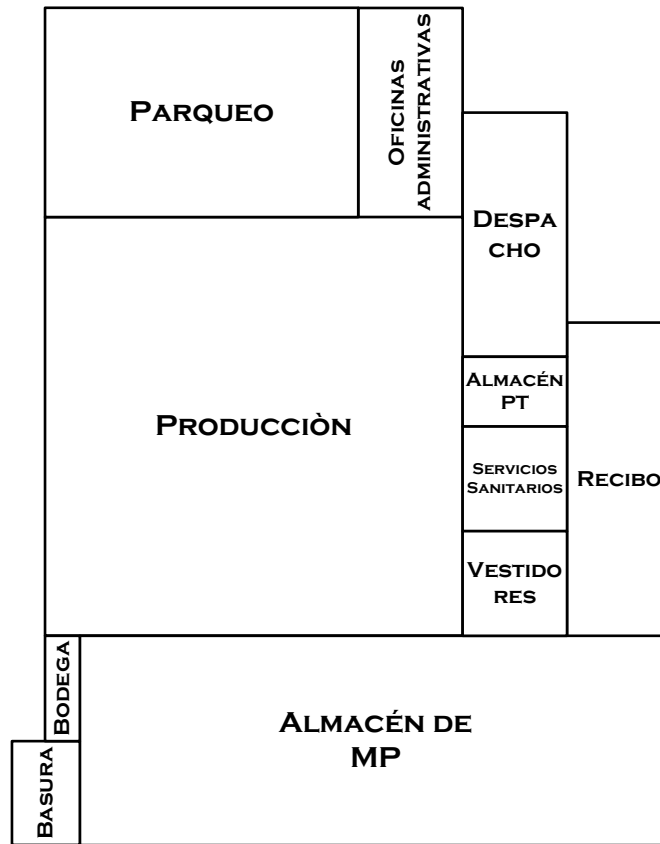 Parqueo
Oficinas
administrativas
Despa
cho
Almacén
PT
Producciòn
Servicios
Sanitarios
Recibo
Vestido
res
Bodega
Almacén de
MP
Basura